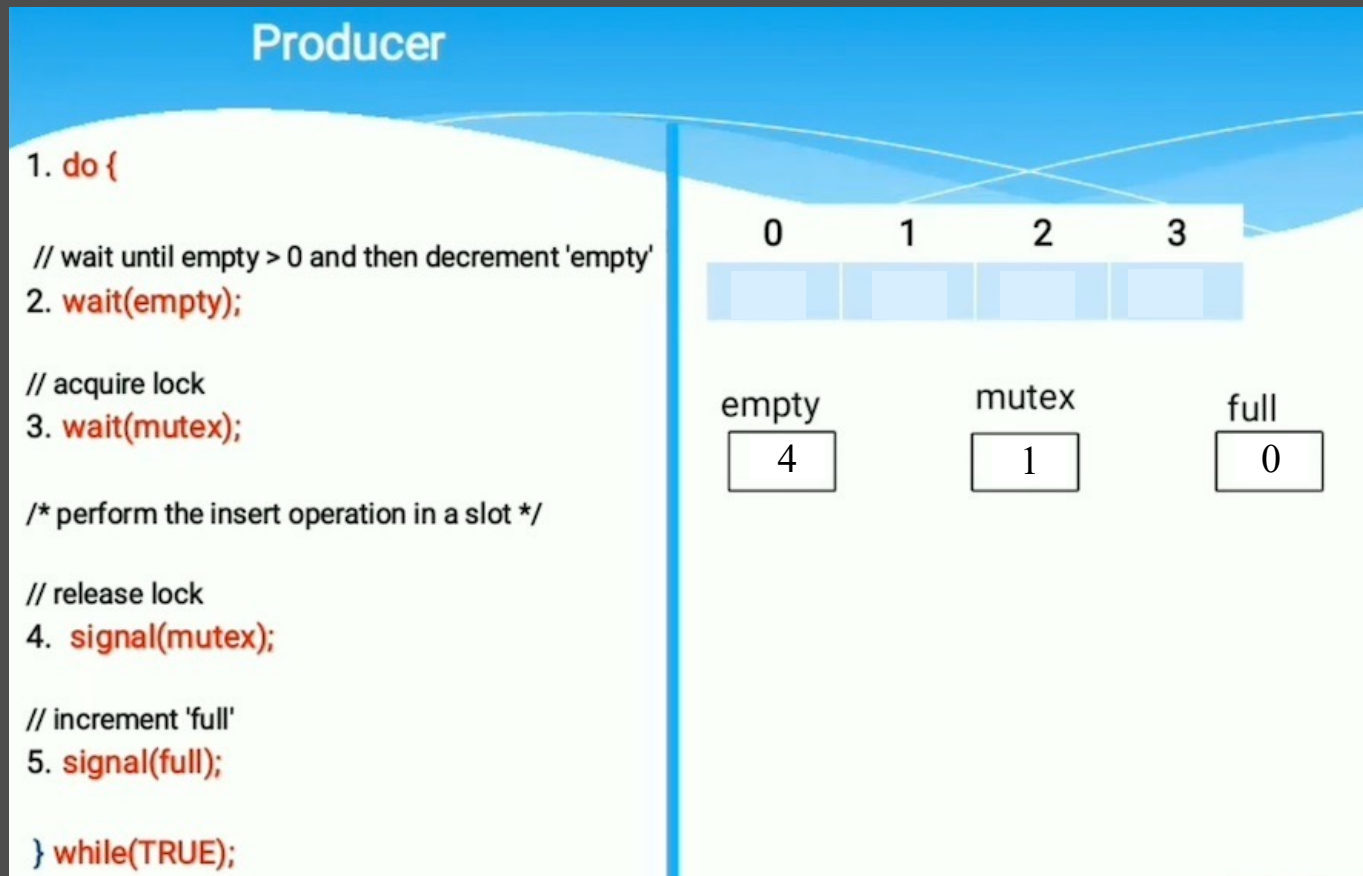 Producer
1. do {
// wait until empty > 0 and then decrement 'empty'
2. wait(empty);
// acquire lock
3. wait(mutex);
/* perform the insert operation in a slot */
// release lock
4. signal(mutex);
// increment 'full'
5. signal(full);
} while(TRUE);
0 1 2 3
empty mutex full
4 1 0